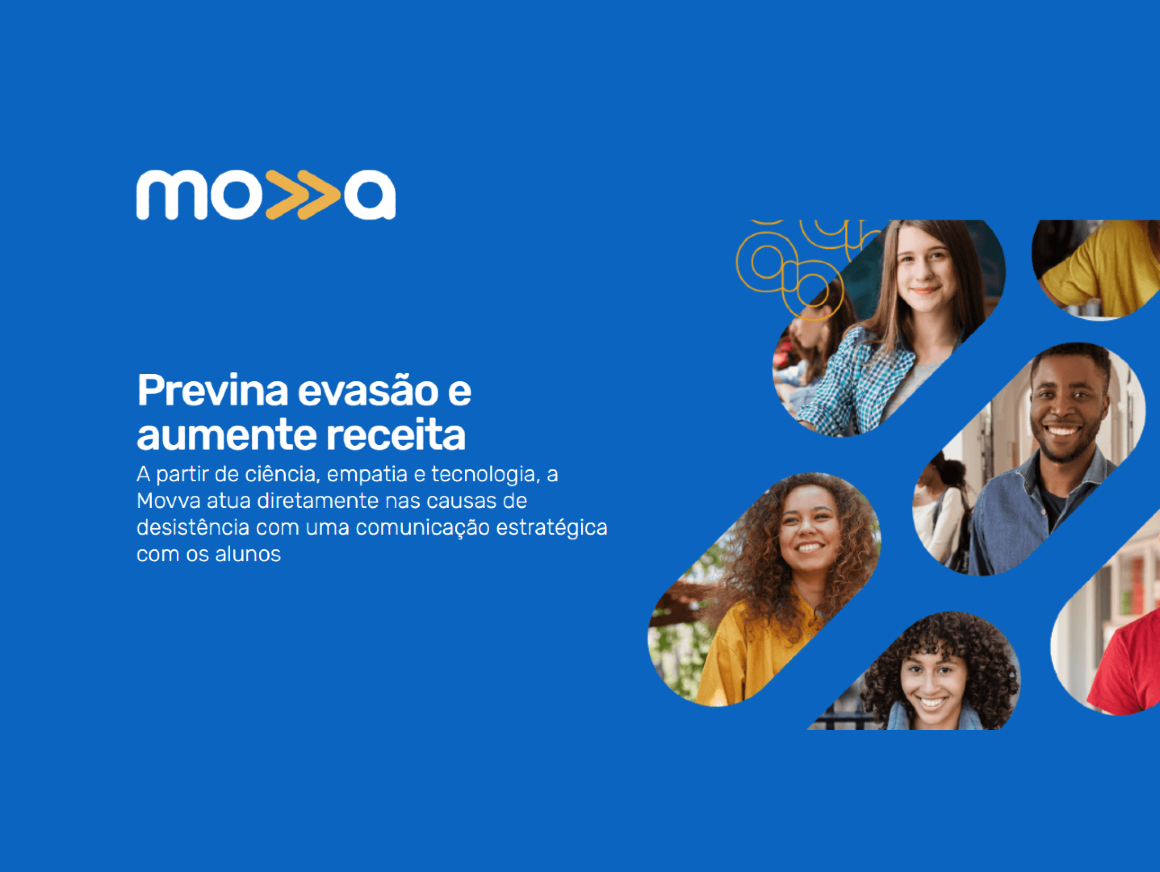 movva
Previna evasão e
aumente receita
A partir de ciência, empatia e tecnologia, a
Movva atua diretamente nas causas de
desistência com uma comunicação estratégica
com os alunos